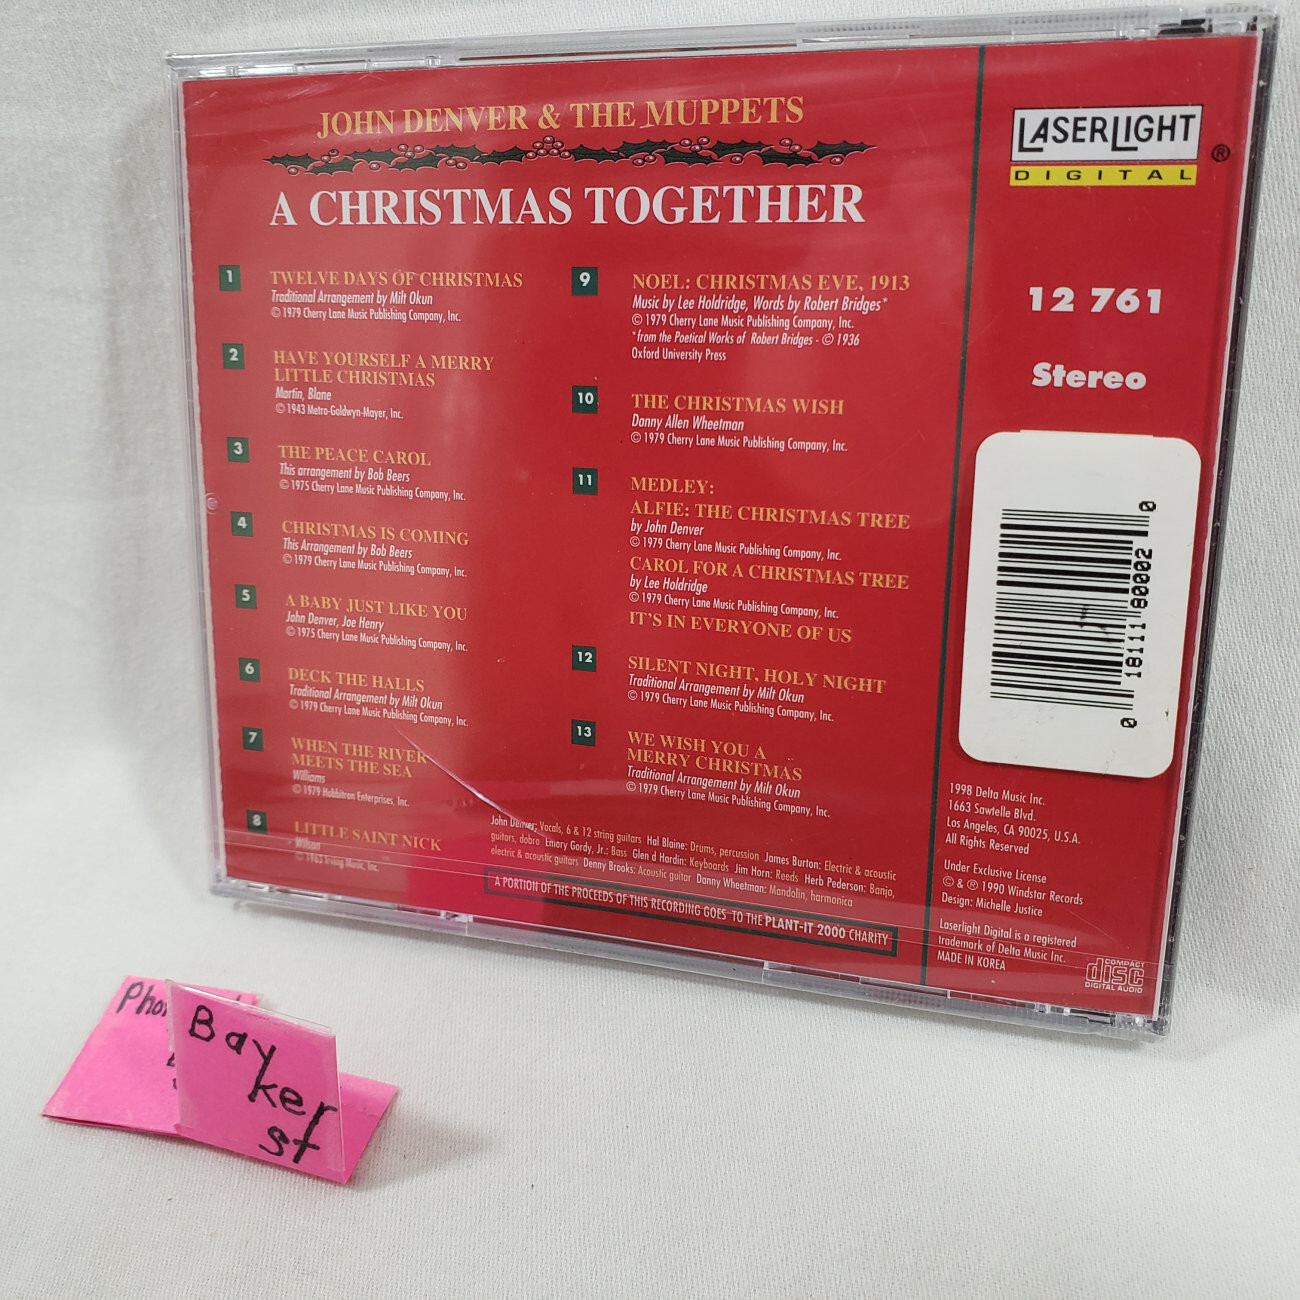 JOHN DENVER & THE MUPPETS
A CHRISTMAS TOGETHER
1
TWELVE DAYS OF CHRISTMAS
Traditional Arrangement by Milt Okun
© 1979 Cherry Lane Music Publishing Company, Inc.
2
HAVE YOURSELF A MERRY
LITTLE CHRISTMAS
Martin, Blane
© 1943 Metro-Goldwyn-Mayer, Inc.
3
THE PEACE CAROL
This arrangement by Bob Beers
© 1975 Cherry Lane Music Publishing Company, Inc.
4
CHRISTMAS IS COMING
This Arrangement by Bob Beers
© 1979 Cherry Lane Music Publishing Company, Inc.
5
A BABY JUST LIKE YOU
John Denver, Joe Henry
© 1975 Cherry Lane Music Publishing Company, Inc.
6
DECK THE HALLS
Traditional Arrangement by Milt Okun
© 1979 Cherry Lane Music Publishing Company, Inc.
7
WHEN THE RIVER
MEETS THE SEA
Williams
© 1979 Hobbitron Enterprises, Inc.
8
LITTLE SAINT NICK
Wilson
© 1963 Irving Music, Inc.
9
NOEL: CHRISTMAS EVE, 1913
Music by Lee Holdridge, Words by Robert Bridges*
© 1979 Cherry Lane Music Publishing Company, Inc.
*from the Poetical Works of Robert Bridges - © 1936
Oxford University Press
10
THE CHRISTMAS WISH
Danny Allen Wheetman
© 1979 Cherry Lane Music Publishing Company, Inc.
11
MEDLEY:
ALFIE: THE CHRISTMAS TREE
by John Denver
© 1979 Cherry Lane Music Publishing Company, Inc.
CAROL FOR A CHRISTMAS TREE
by Lee Holdridge
© 1979 Cherry Lane Music Publishing Company, Inc.
IT'S IN EVERYONE OF US
12
SILENT NIGHT, HOLY NIGHT
Traditional Arrangement by Milt Okun
© 1979 Cherry Lane Music Publishing Company, Inc.
13
WE WISH YOU A
MERRY CHRISTMAS
Traditional Arrangement by Milt Okun
© 1979 Cherry Lane Music Publishing Company, Inc.
John Denver: Vocals, 6 & 12 string guitars Hal Blaine: Drums, percussion James Burton: Electric & acoustic
guitars, dobro Emory Gordy, Jr.: Bass Glen d Hardin: Keyboards Jim Horn: Reeds Herb Pederson: Banjo,
electric & acoustic guitars Denny Brooks: Acoustic guitar Danny Wheetman: Mandolin, harmonica
A PORTION OF THE PROCEEDS OF THIS RECORDING GOES TO THE PLANT-IT 2000 CHARITY
LASERLIGHT ®
DIGITAL
12 761
Stereo
0 18111 80002 0
1998 Delta Music Inc.
1663 Sawtelle Blvd.
Los Angeles, CA 90025, U.S.A.
All Rights Reserved
Under Exclusive License
© & ℗ 1990 Windstar Records
Design: Michelle Justice
Laserlight Digital is a registered
trademark of Delta Music Inc.
MADE IN KOREA
COMPACT
disc
DIGITAL AUDIO
Bay
ker
st